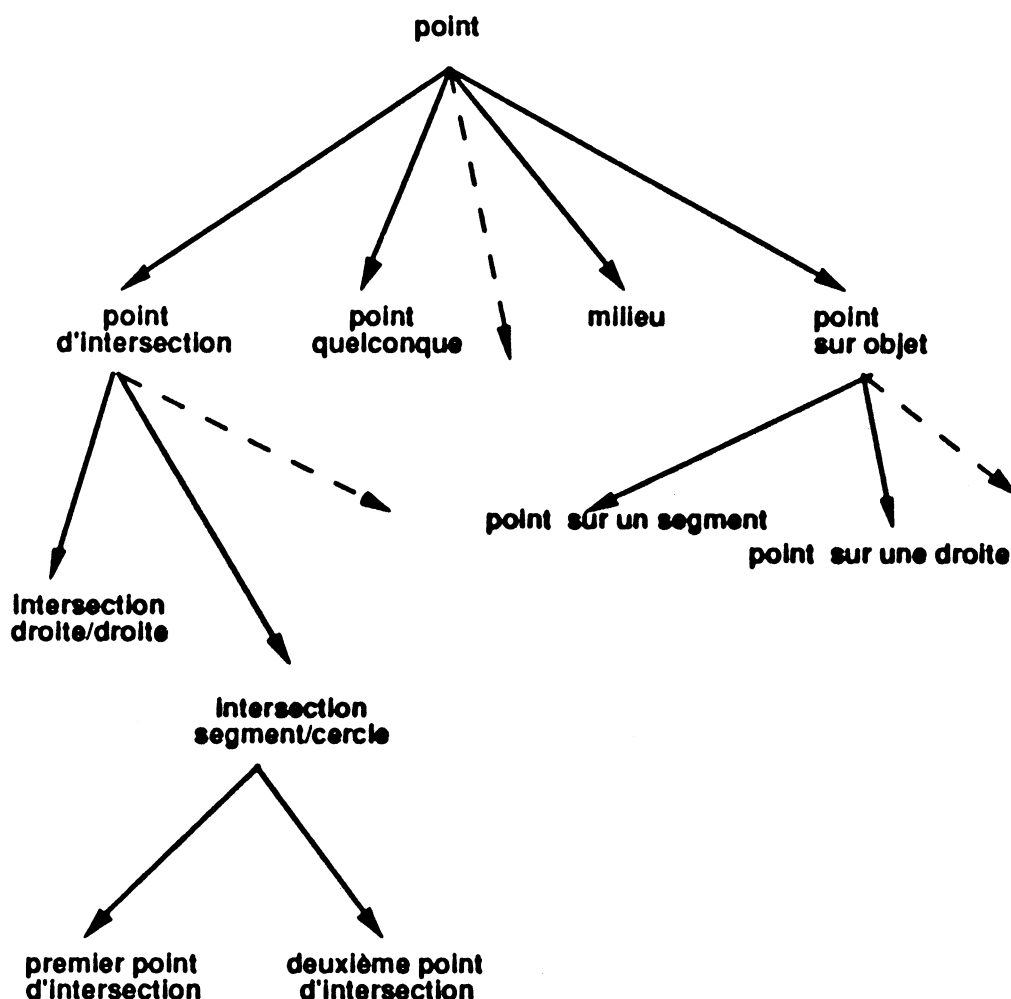 point
point
d'intersection
point
quelconque
milieu
point
sur objet
point sur un segment
point sur une droite
intersection
droite/droite
intersection
segment/cercle
premier point
d'intersection
deuxième point
d'intersection